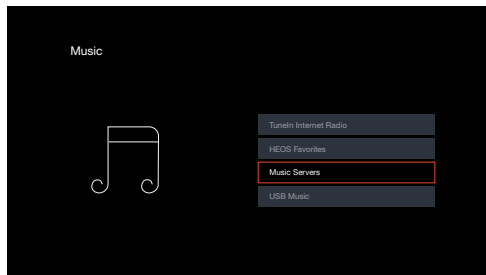 Music
TuneIn Internet Radio
HEOS Favorites
Music Servers
USB Music